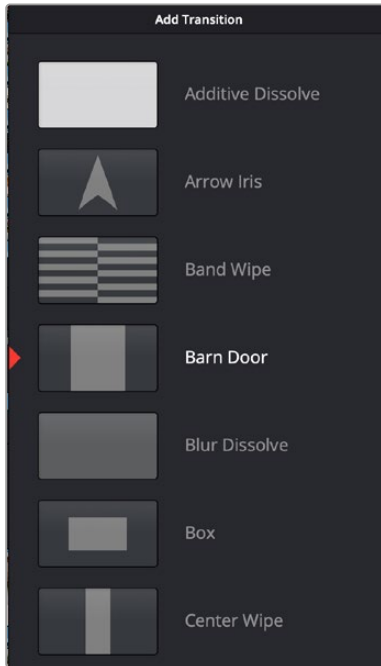 Add Transition
Additive Dissolve
Arrow Iris
Band Wipe
Barn Door
Blur Dissolve
Box
Center Wipe